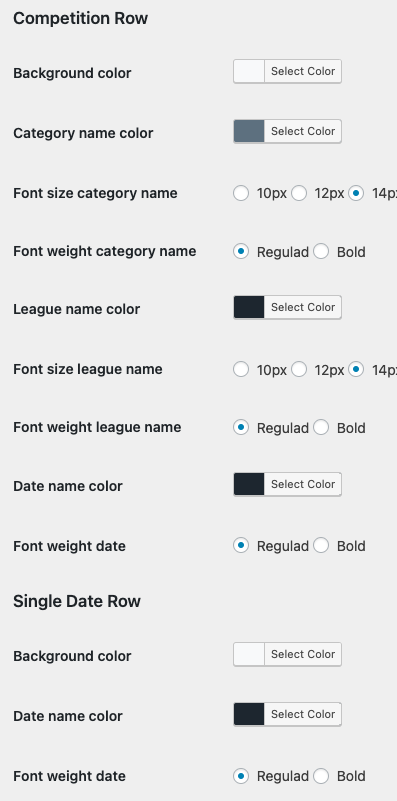 Competition Row
Background color Select Color
Category name color Select Color
Font size category name 10px 12px 14px
Font weight category name Regulad Bold
League name color Select Color
Font size league name 10px 12px 14px
Font weight league name Regulad Bold
Date name color Select Color
Font weight date Regulad Bold
Single Date Row
Background color Select Color
Date name color Select Color
Font weight date Regulad Bold